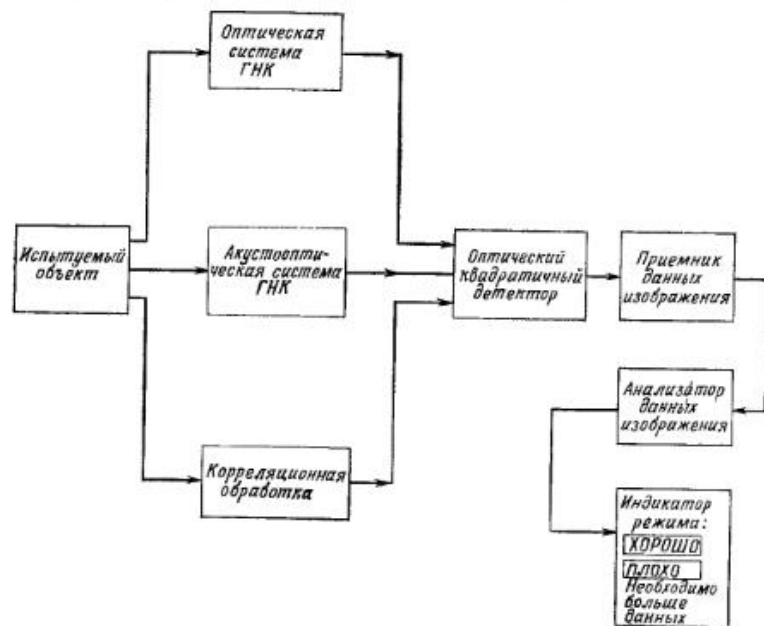 Оптическая
система
ГНК
Испытуемый
объект
Акустоопти-
ческая система
ГНК
Оптический
квадратичный
детектор
Приемник
данных
изображения
Анализатор
данных
изображения
Корреляционная
обработка
Индикатор
режима:
ХОРОШО
ПЛОХО
Необходимо
больше
данных